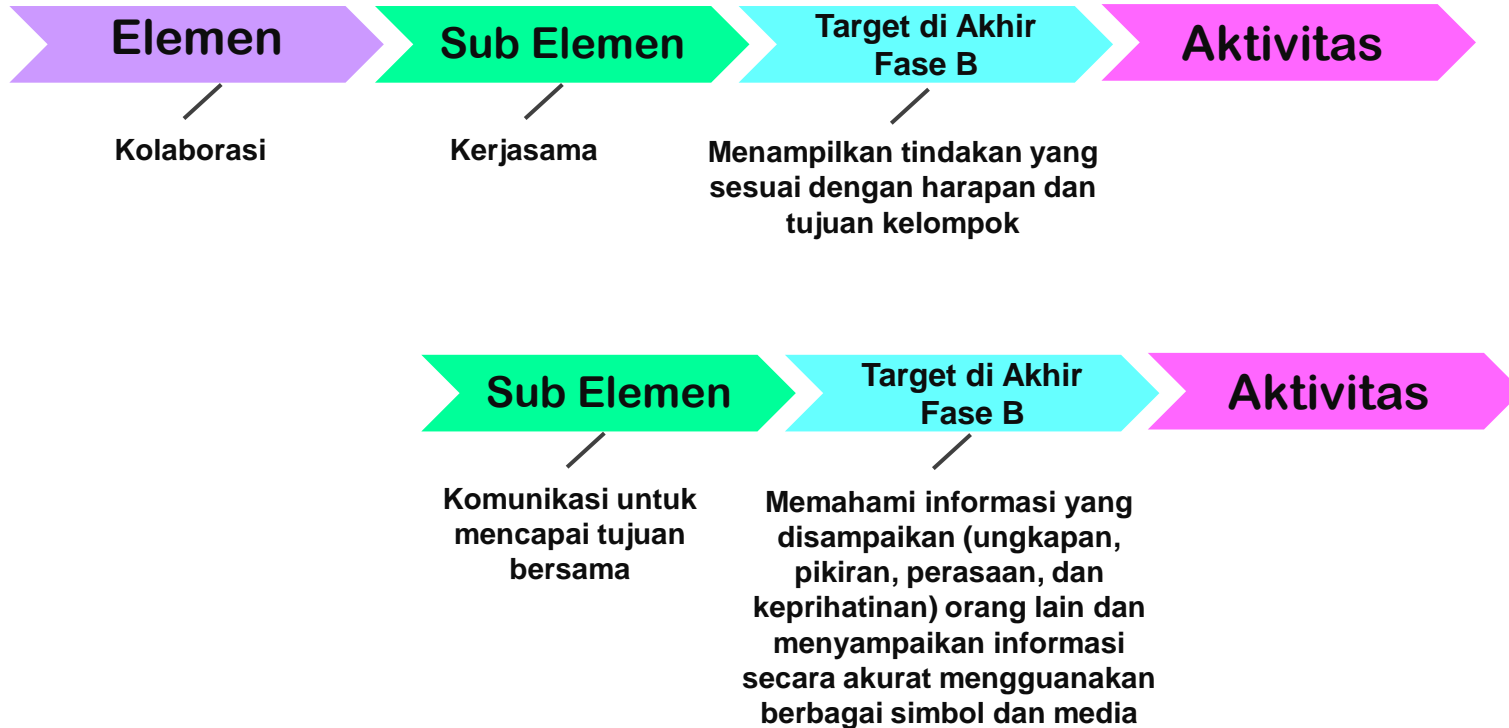 Elemen
Sub Elemen
Target di Akhir
Fase B
Aktivitas
Kolaborasi
Kerjasama
Menampilkan tindakan yang
sesuai dengan harapan dan
tujuan kelompok
Sub Elemen
Target di Akhir
Fase B
Aktivitas
Komunikasi untuk
mencapai tujuan
bersama
Memahami informasi yang
disampaikan (ungkapan,
pikiran, perasaan, dan
keprihatinan) orang lain dan
menyampaikan informasi
secara akurat mengguanakan
berbagai simbol dan media